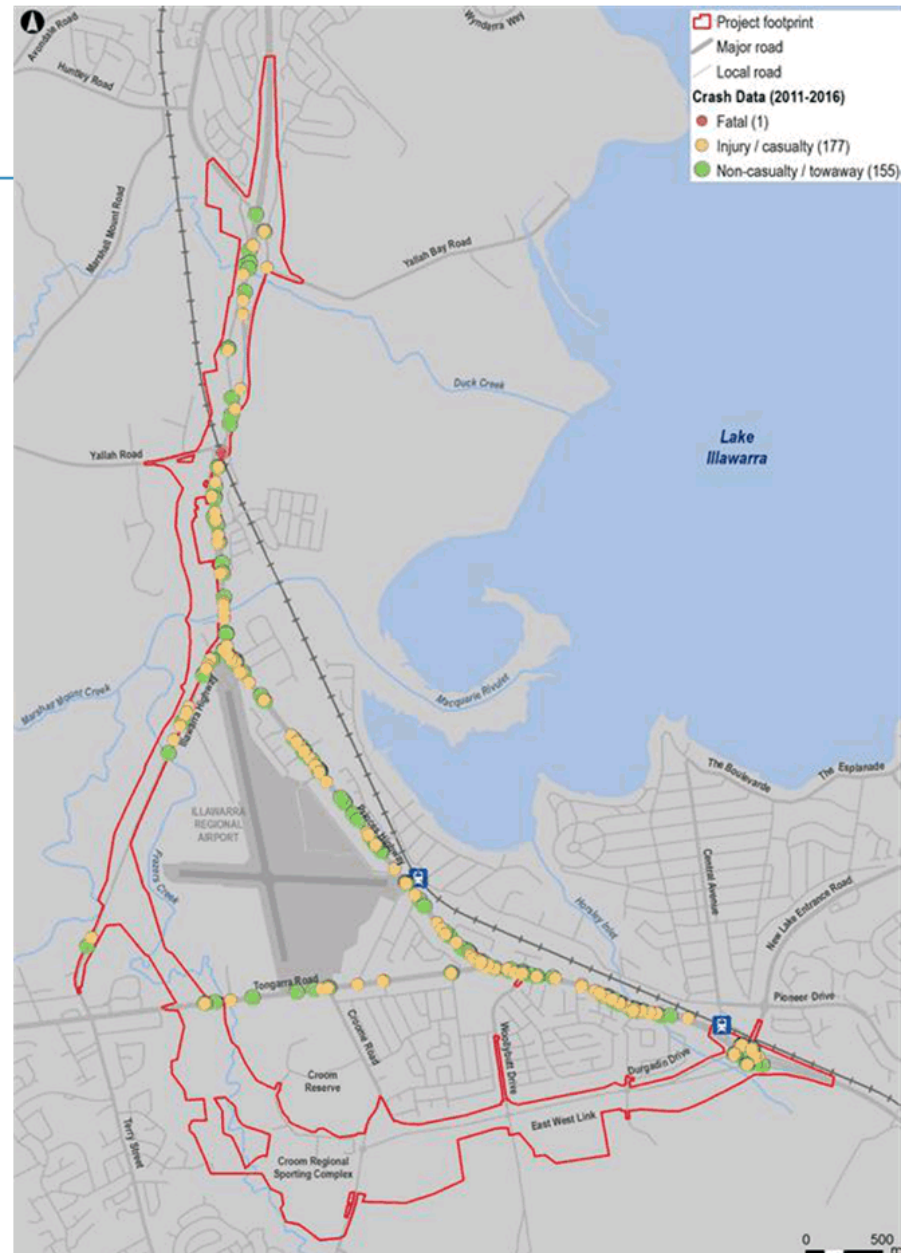 Avondale Road
Huntley Road
Wyndarra Way
Project footprint
Major road
Local road
Crash Data (2011-2016)
Fatal (1)
Injury / casualty (177)
Non-casualty / towaway (155)
Marshall Mount Road
Yallah Bay Road
Duck Creek
Lake
Illawarra
Yallah Road
Macquarie Rivulet
Marshall Mount Creek
Illawarra Highway
The Boulevarde
The Esplanade
ILLAWARRA
REGIONAL
AIRPORT
Princes Highway
Central Avenue
New Lake Entrance Road
Frazers Creek
Horsley Inlet
Tongarra Road
Pioneer Drive
Croome Road
Woollybutt Drive
Durgadin Drive
Croom
Reserve
East West Link
Terry Street
Croom Regional
Sporting Complex
0 500
m